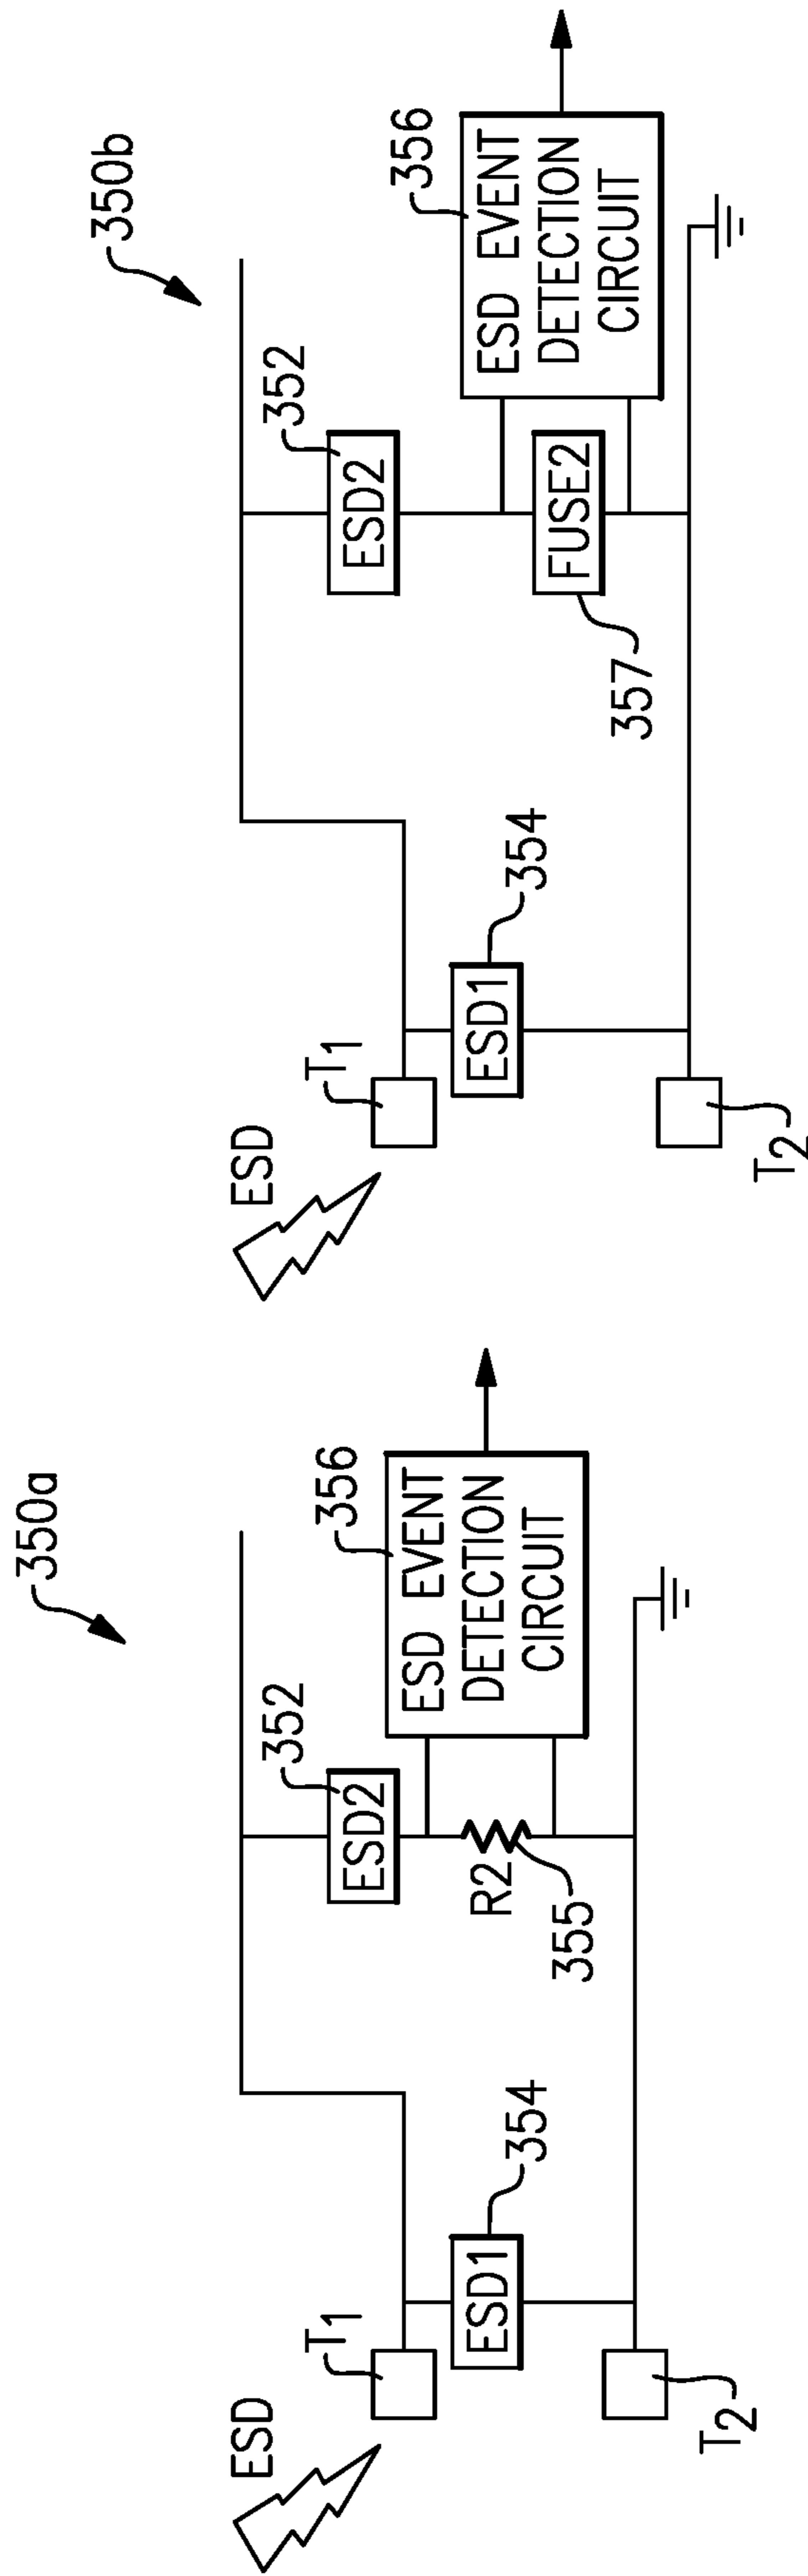 350a
ESD
T1
354
ESD1
T2
352
ESD2
R2
355
356
ESD EVENT
DETECTION
CIRCUIT
350b
ESD
T1
354
ESD1
T2
352
ESD2
FUSE2
357
356
ESD EVENT
DETECTION
CIRCUIT